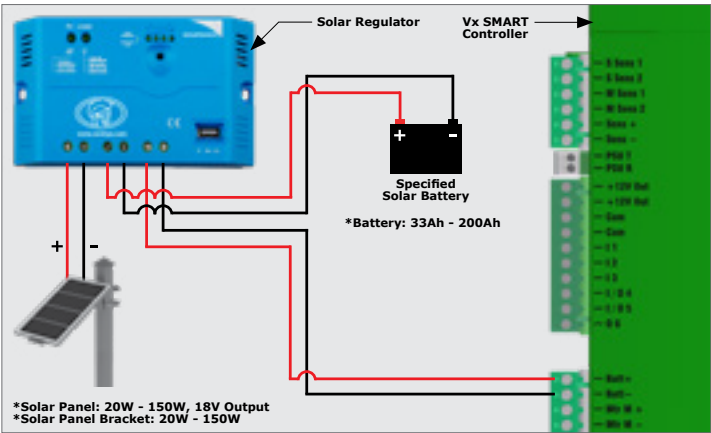 Solar Regulator
Vx SMART
Controller
CE
+
-
Specified
Solar Battery
*Battery: 33Ah - 200Ah
+
-
*Solar Panel: 20W - 150W, 18V Output
*Solar Panel Bracket: 20W - 150W
S Sens 1
S Sens 2
M Sens 1
M Sens 2
Sens +
Sens -
PSU T
PSU R
+12V Out
+12V Out
Com
Com
I 1
I 2
I 3
I / O 4
I / O 5
O 6
Batt+
Batt-
Mtr M +
Mtr M -